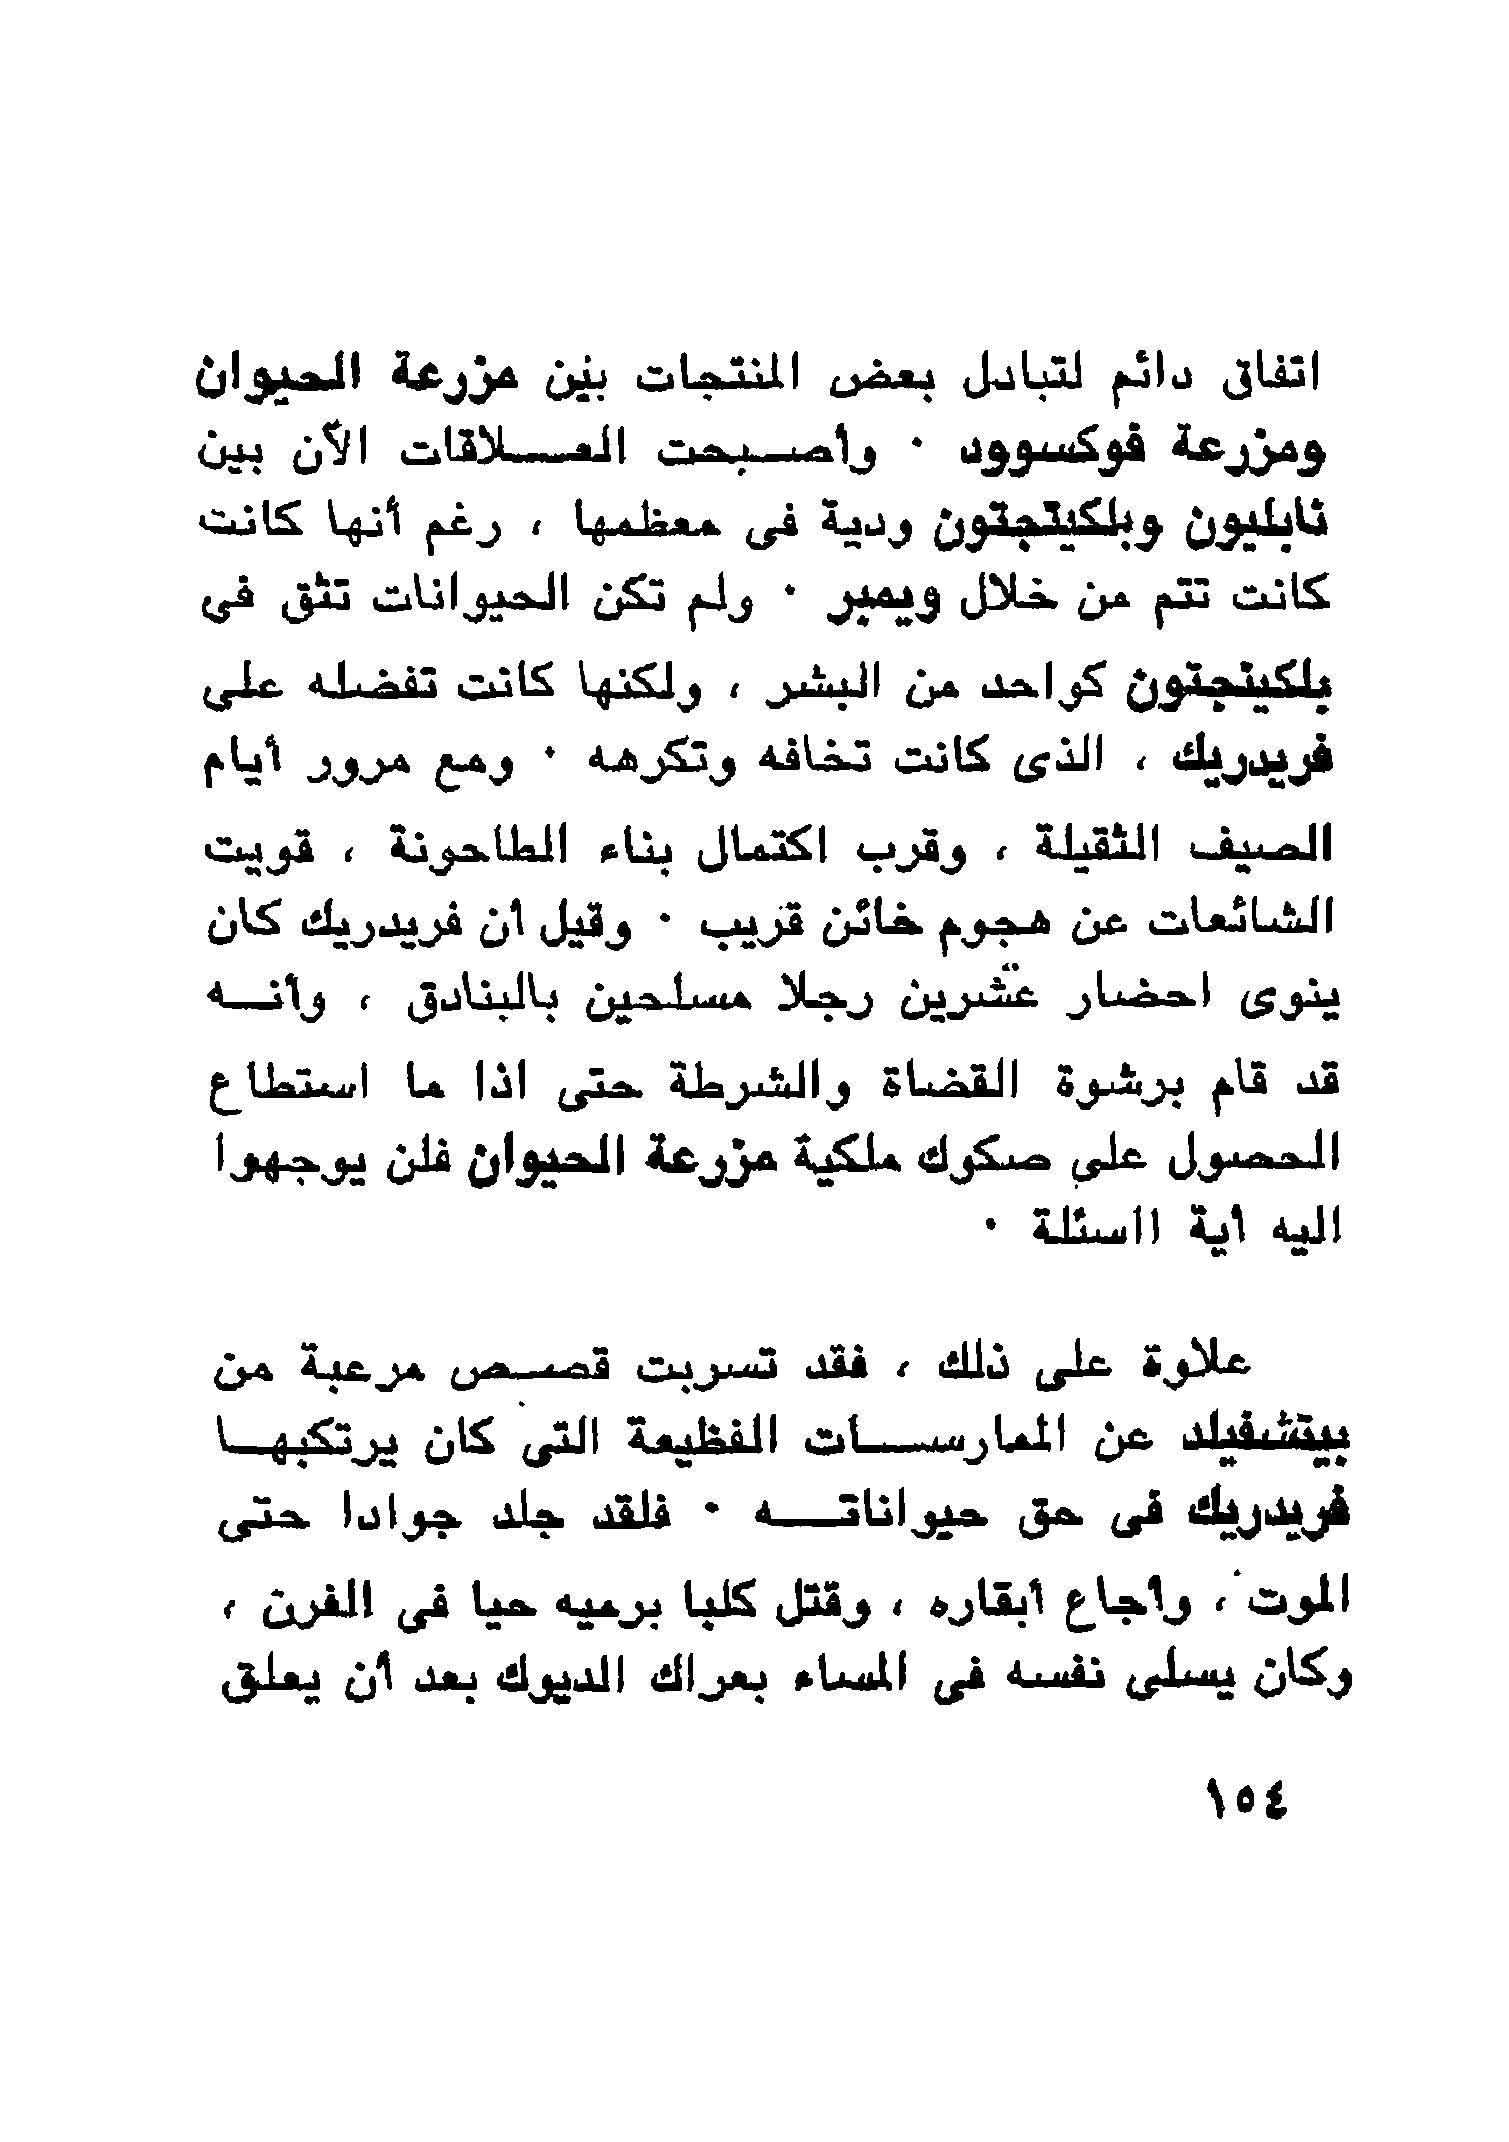 اتفاق دائم لتبادل بعض المنتجات بين مزرعة الحيوان
ومزرعة فوكسوود · وأصبحت العلاقات الآن بين
نابليون وبلكينجتون ودية فى معظمها ، رغم أنها كانت
كانت تتم من خلال ويمبر · ولم تكن الحيوانات تثق فى
بلكينجتون كواحد من البشر ، ولكنها كانت تفضله على
فريدريك ، الذى كانت تخافه وتكرهه · ومع مرور أيام
الصيف الثقيلة ، وقرب اكتمال بناء الطاحونة ، قويت
الشائعات عن هجوم خائن قريب · وقيل أن فريدريك كان
ينوى احضار عشرين رجلا مسلحين بالبنادق ، وأنه
قد قام برشوة القضاة والشرطة حتى اذا ما استطاع
الحصول على صكوك ملكية مزرعة الحيوان فلن يوجهوا
اليه أية ااسئلة ·
علاوة على ذلك ، فقد تسربت قصص مرعبة من
بيتشفيلد عن الممارسات الفظيعة التى كان يرتكبها
فريدريك فى حق حيواناته · فلقد جلد جوادا حتى
الموت ، وأجاع أبقاره ، وقتل كلبا برميه حيا فى الفرن ،
وكان يسلى نفسه فى المساء بعراك الديوك بعد أن يعلق
١٥٤